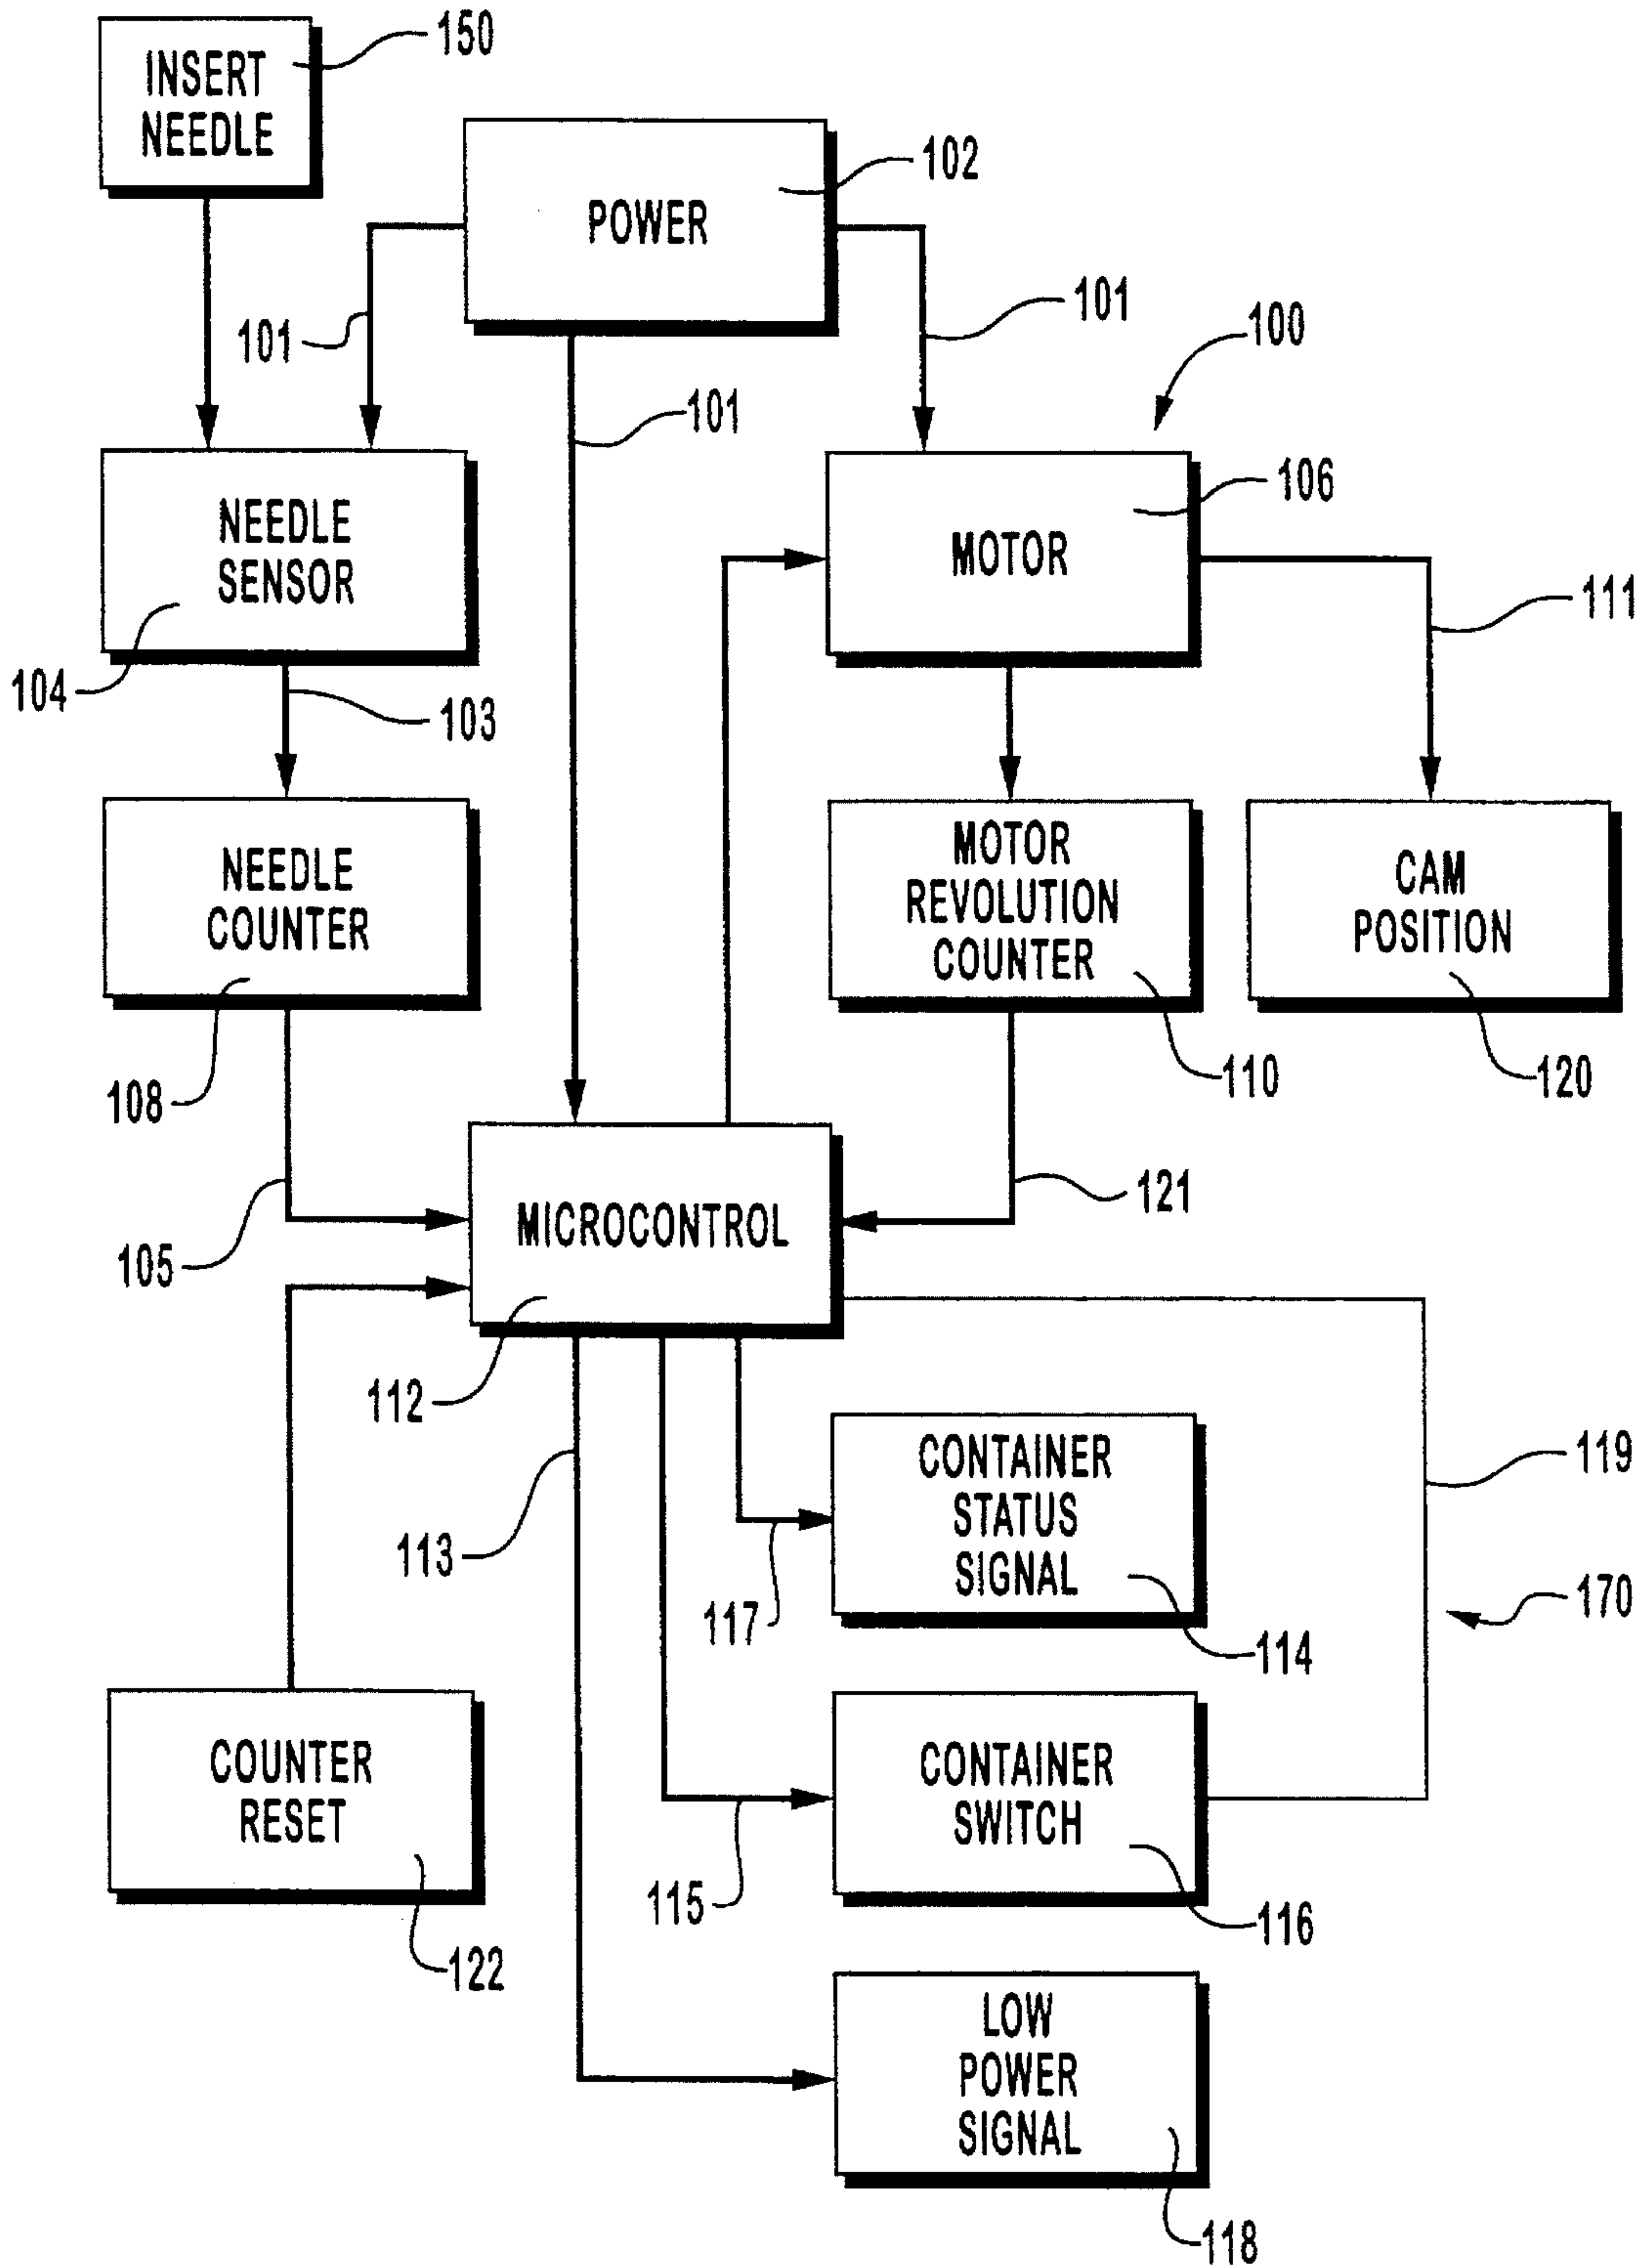 150
INSERT
NEEDLE
102
POWER
101
101
100
101
106
NEEDLE
SENSOR
MOTOR
111
104
103
NEEDLE
COUNTER
MOTOR
REVOLUTION
COUNTER
CAM
POSITION
108
110
120
121
MICROCONTROL
105
112
CONTAINER
STATUS
SIGNAL
119
113
117
170
114
COUNTER
RESET
CONTAINER
SWITCH
115
116
122
LOW
POWER
SIGNAL
118